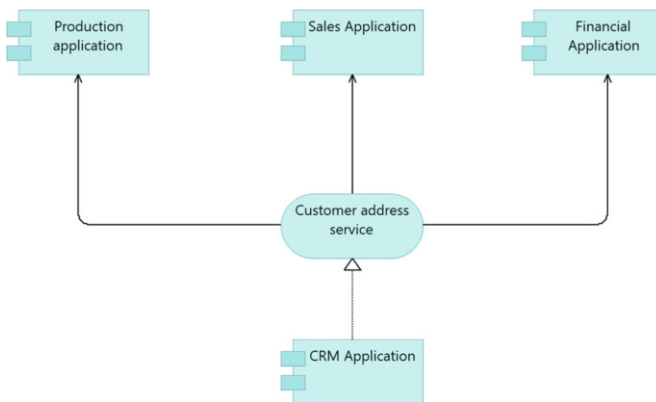 Production
application
Sales Application
Financial
Application
Customer address
service
CRM Application